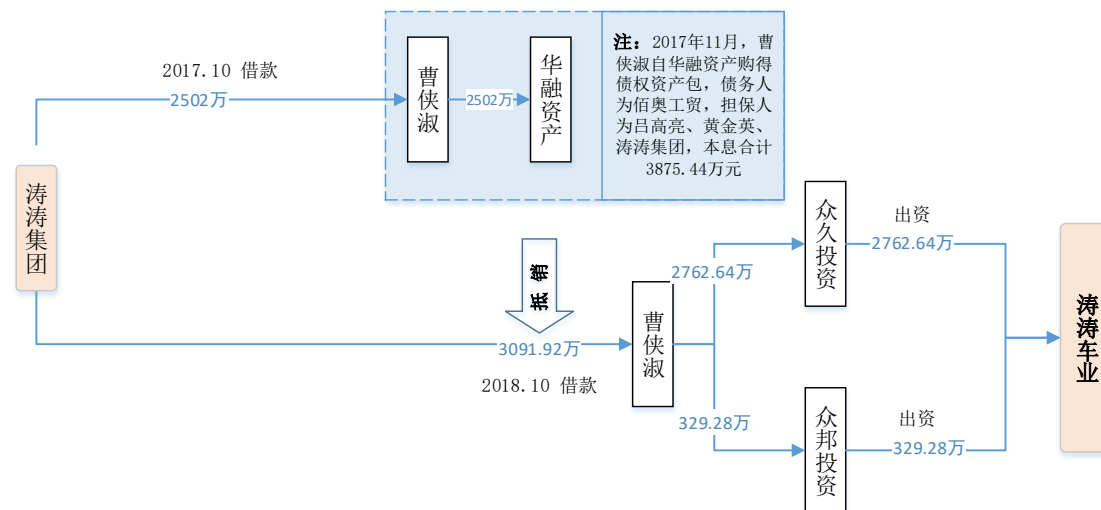 2017.10 借款
2502万
曹侠淑
2502万
华融资产
注：2017年11月，曹
侠淑自华融资产购得
债权资产包，债务人
为佰奥工贸，担保人
为吕高亮、黄金英、
涛涛集团，本息合计
3875.44万元
涛涛集团
抵销
3091.92万
2018.10 借款
曹侠淑
2762.64万
329.28万
众久投资
出资
2762.64万
众邦投资
出资
329.28万
涛涛车业